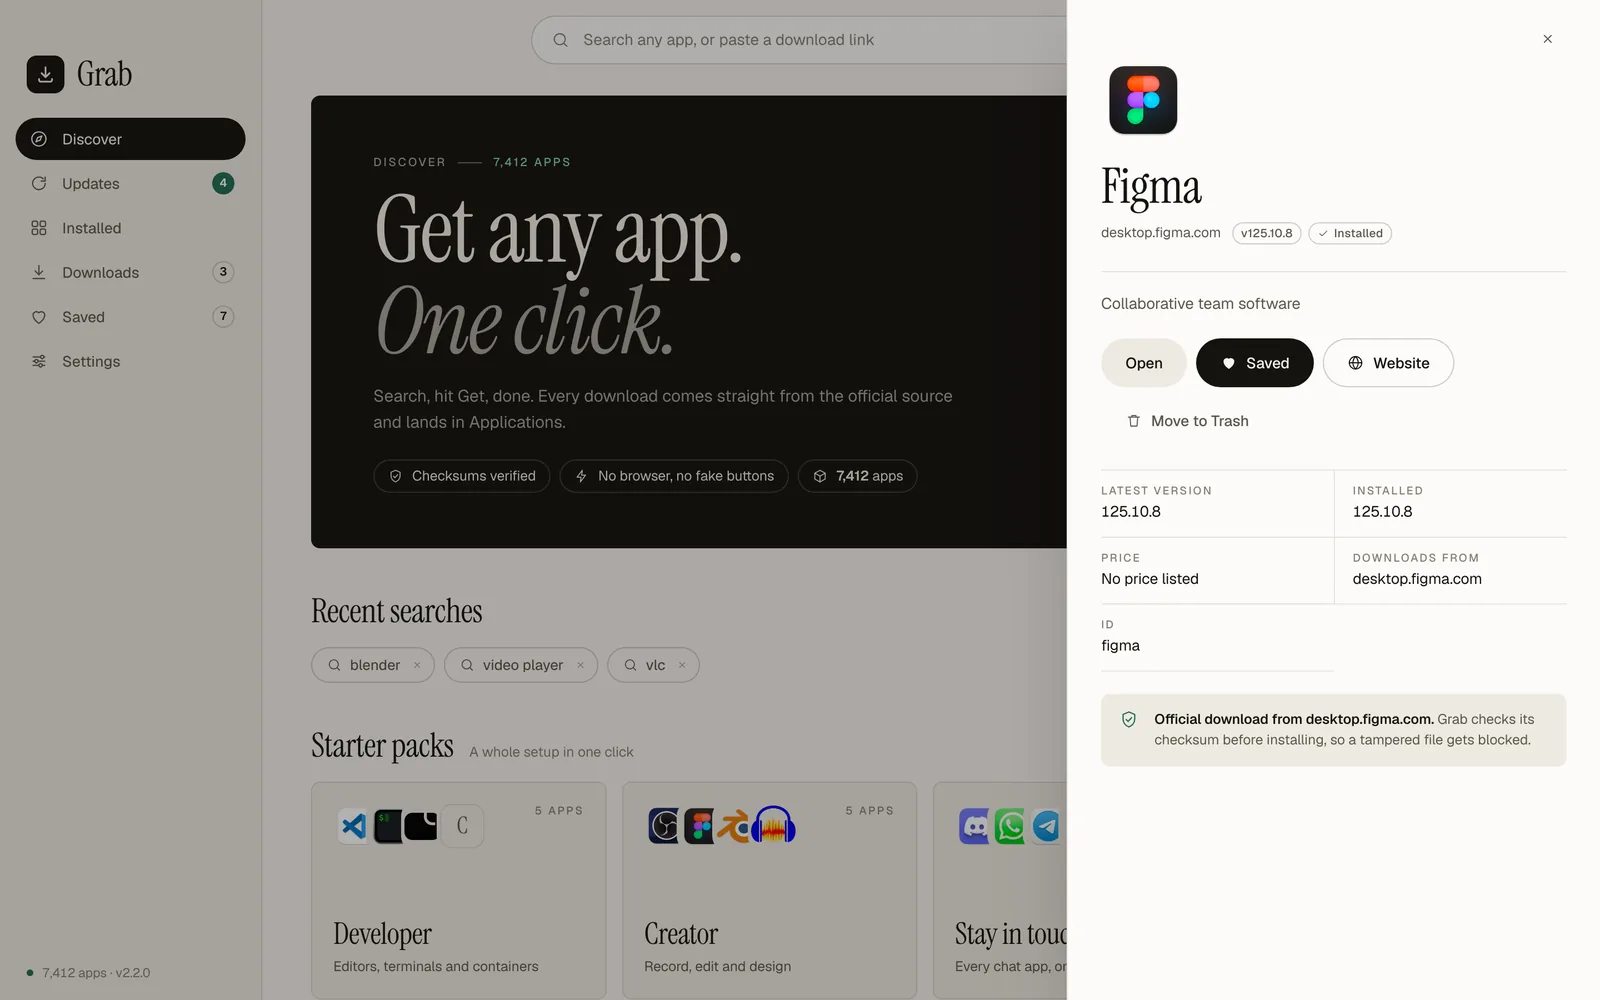 Grab
Discover
Updates 4
Installed
Downloads 3
Saved 7
Settings
7,412 apps · v2.2.0
Search any app, or paste a download link
DISCOVER 7,412 APPS
Get any app.
One click.
Search, hit Get, done. Every download comes straight from the official source
and lands in Applications.
Checksums verified
No browser, no fake buttons
7,412 apps
Recent searches
blender ×
video player ×
vlc ×
Starter packs A whole setup in one click
$
C
5 APPS
Developer
Editors, terminals and containers
5 APPS
Creator
Record, edit and design
Stay in touc
Every chat app, or
×
Figma
desktop.figma.com v125.10.8 Installed
Collaborative team software
Open
Saved
Website
Move to Trash
LATEST VERSION
125.10.8
INSTALLED
125.10.8
PRICE
No price listed
DOWNLOADS FROM
desktop.figma.com
ID
figma
Official download from desktop.figma.com. Grab checks its
checksum before installing, so a tampered file gets blocked.